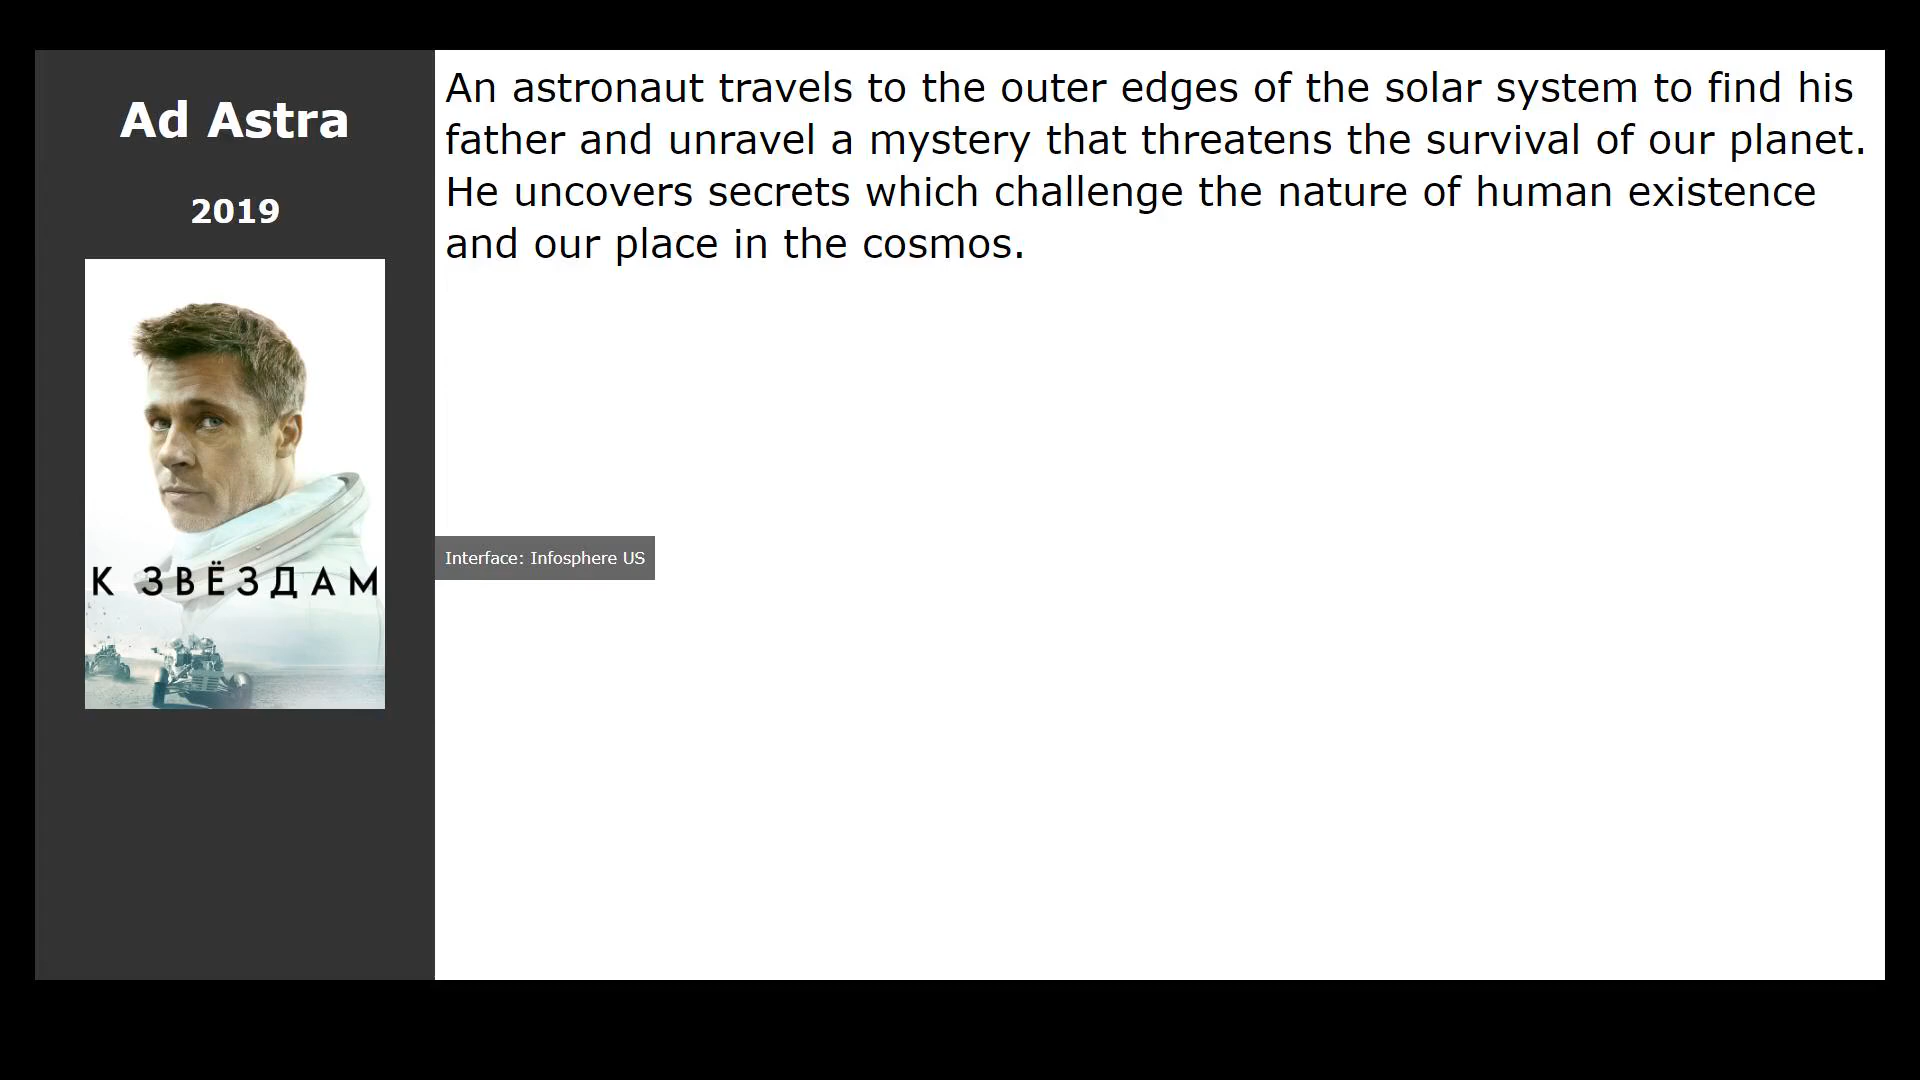 Ad Astra
2019
К ЗВЁЗДАМ
An astronaut travels to the outer edges of the solar system to find his
father and unravel a mystery that threatens the survival of our planet.
He uncovers secrets which challenge the nature of human existence
and our place in the cosmos.
Interface: Infosphere US